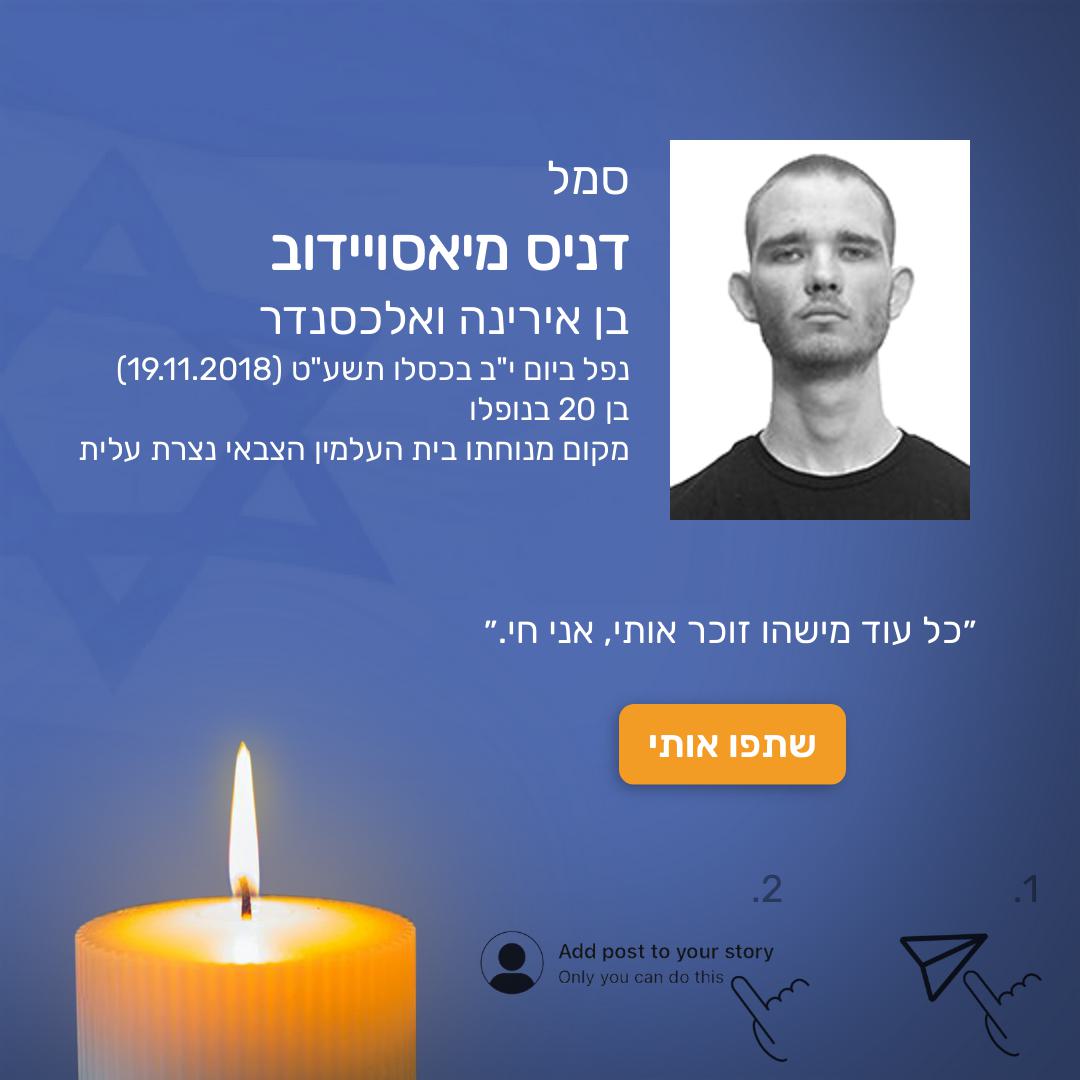 סמל
דניס מיאסויידוב
בן אירינה ואלכסנדר
נפל ביום י"ב בכסלו תשע"ט (19.11.2018)
בן 20 בנופלו
מקום מנוחתו בית העלמין הצבאי נצרת עלית
״כל עוד מישהו זוכר אותי, אני חי.״
שתפו אותי
.1
.2
Add post to your story
Only you can do this